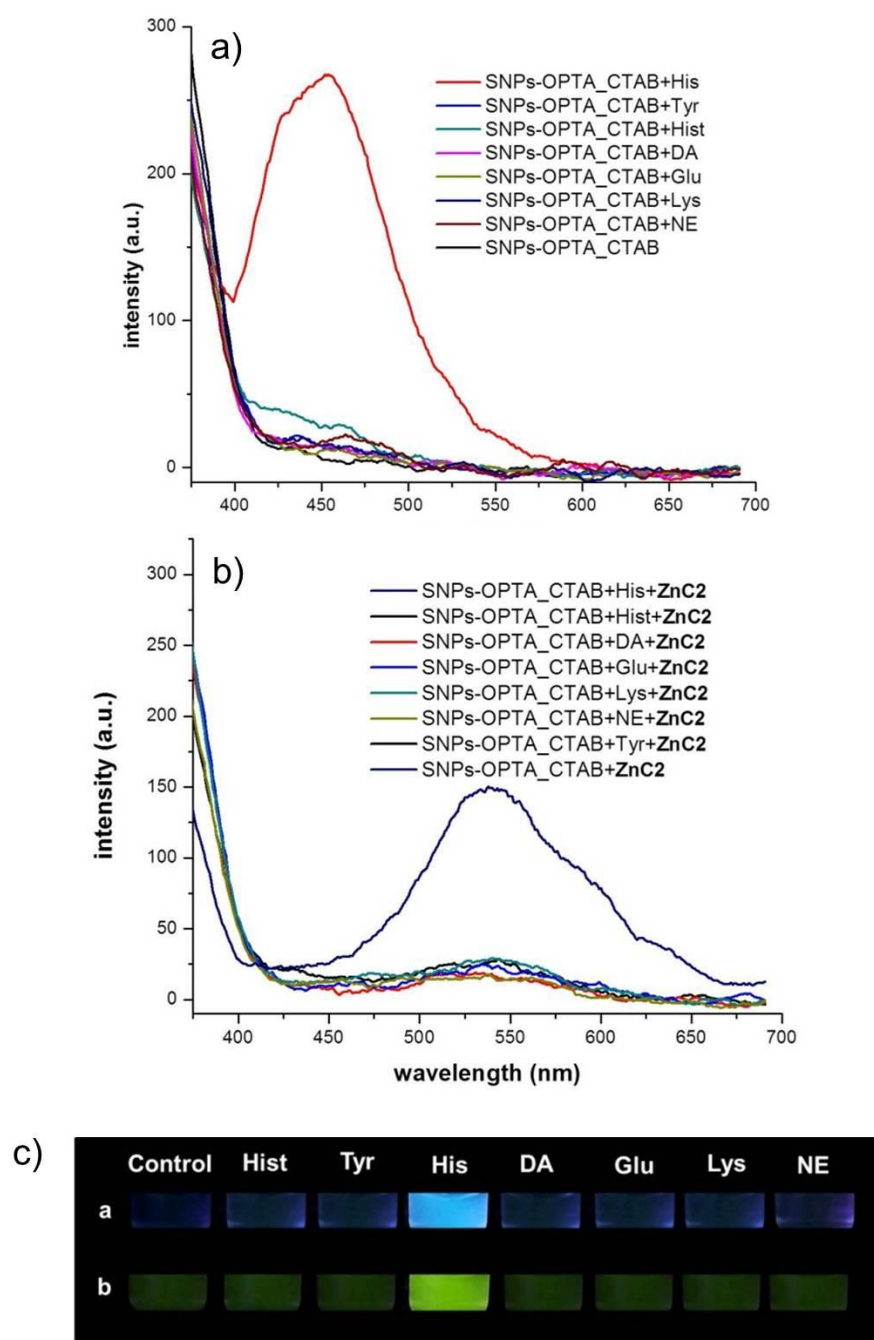 300
a)
SNPs-OPTA_CTAB+His
SNPs-OPTA_CTAB+Tyr
SNPs-OPTA_CTAB+Hist
SNPs-OPTA_CTAB+DA
SNPs-OPTA_CTAB+Glu
SNPs-OPTA_CTAB+Lys
SNPs-OPTA_CTAB+NE
SNPs-OPTA_CTAB
200
100
0
intensity (a.u.)
400 450 500 550 600 650 700
b)
300
SNPs-OPTA_CTAB+His+ZnC2
SNPs-OPTA_CTAB+Hist+ZnC2
SNPs-OPTA_CTAB+DA+ZnC2
SNPs-OPTA_CTAB+Glu+ZnC2
SNPs-OPTA_CTAB+Lys+ZnC2
SNPs-OPTA_CTAB+NE+ZnC2
SNPs-OPTA_CTAB+Tyr+ZnC2
SNPs-OPTA_CTAB+ZnC2
250
200
150
100
50
0
intensity (a.u.)
400 450 500 550 600 650 700
wavelength (nm)
c)
Control Hist Tyr His DA Glu Lys NE
a
b